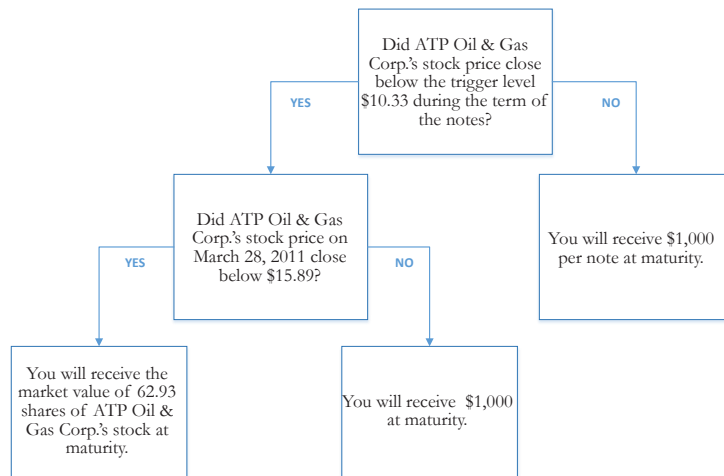 Did ATP Oil & Gas
Corp.'s stock price close
below the trigger level
$10.33 during the term of
the notes?
YES
NO
Did ATP Oil & Gas
Corp.'s stock price on
March 28, 2011 close
below $15.89?
You will receive $1,000
per note at maturity.
YES
NO
You will receive the
market value of 62.93
shares of ATP Oil &
Gas Corp.'s stock at
maturity.
You will receive $1,000
at maturity.